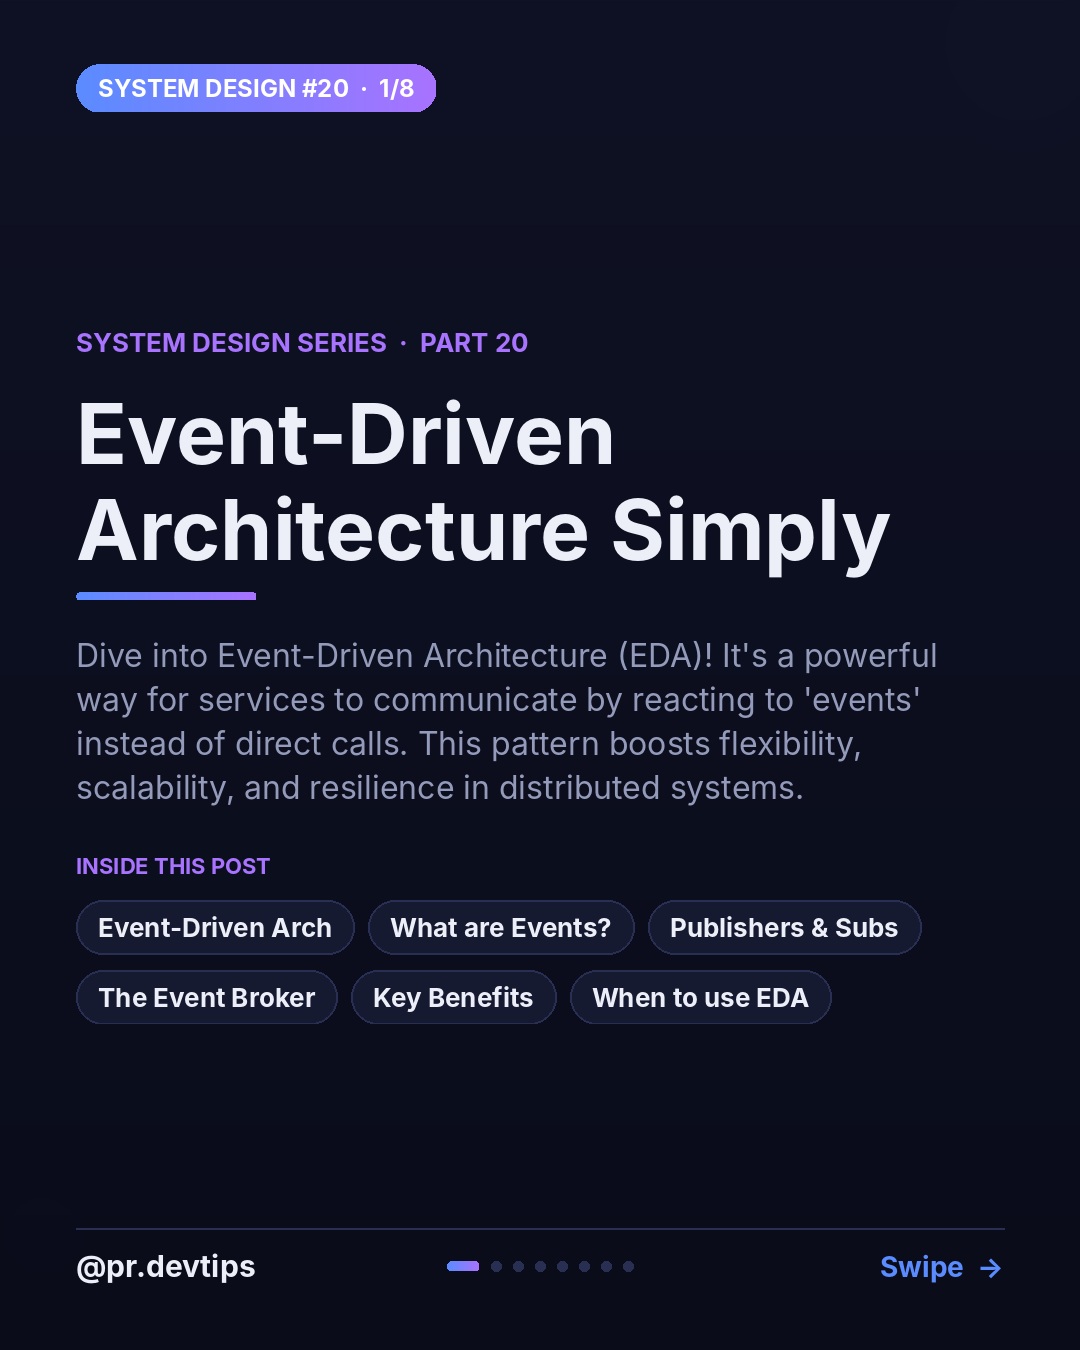 SYSTEM DESIGN #20 · 1/8
SYSTEM DESIGN SERIES · PART 20
Event-Driven
Architecture Simply
Dive into Event-Driven Architecture (EDA)! It's a powerful
way for services to communicate by reacting to 'events'
instead of direct calls. This pattern boosts flexibility,
scalability, and resilience in distributed systems.
INSIDE THIS POST
Event-Driven Arch
What are Events?
Publishers & Subs
The Event Broker
Key Benefits
When to use EDA
@pr.devtips
Swipe →